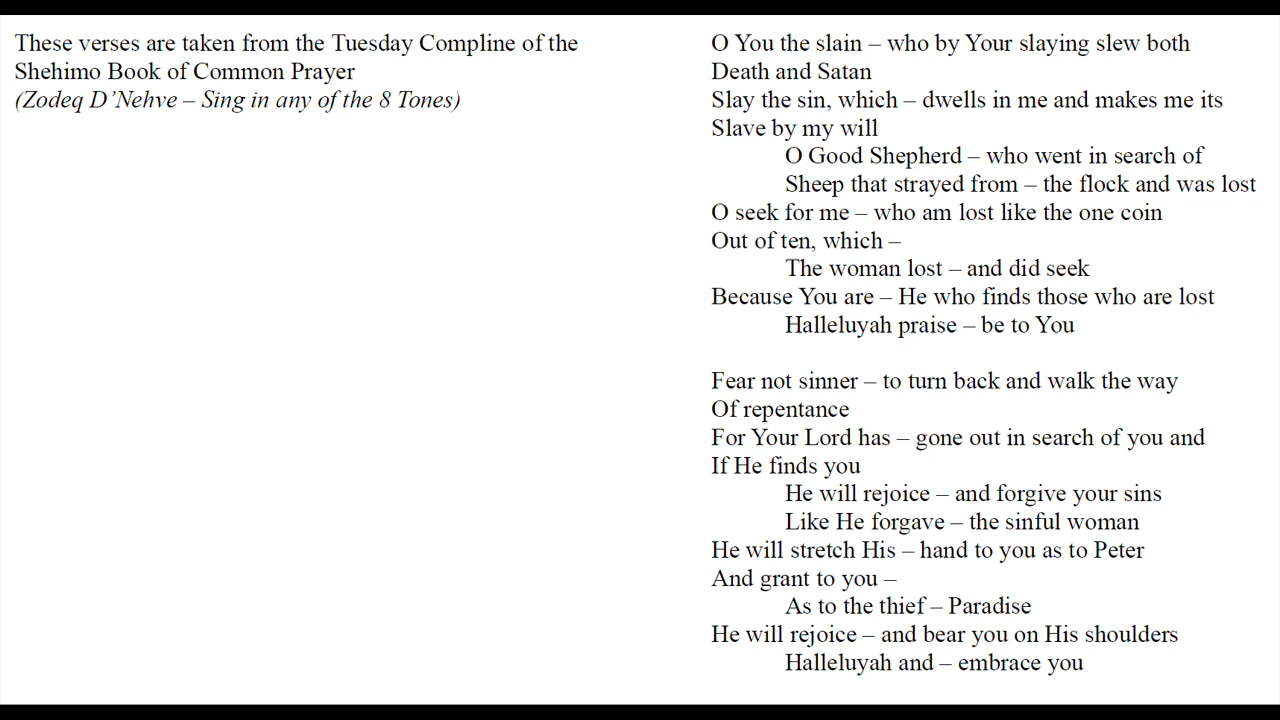 These verses are taken from the Tuesday Compline of the
Shehimo Book of Common Prayer
(Zodeq D’Nehve – Sing in any of the 8 Tones)
O You the slain – who by Your slaying slew both
Death and Satan
Slay the sin, which – dwells in me and makes me its
Slave by my will
O Good Shepherd – who went in search of
Sheep that strayed from – the flock and was lost
O seek for me – who am lost like the one coin
Out of ten, which –
The woman lost – and did seek
Because You are – He who finds those who are lost
Halleluyah praise – be to You
Fear not sinner – to turn back and walk the way
Of repentance
For Your Lord has – gone out in search of you and
If He finds you
He will rejoice – and forgive your sins
Like He forgave – the sinful woman
He will stretch His – hand to you as to Peter
And grant to you –
As to the thief – Paradise
He will rejoice – and bear you on His shoulders
Halleluyah and – embrace you